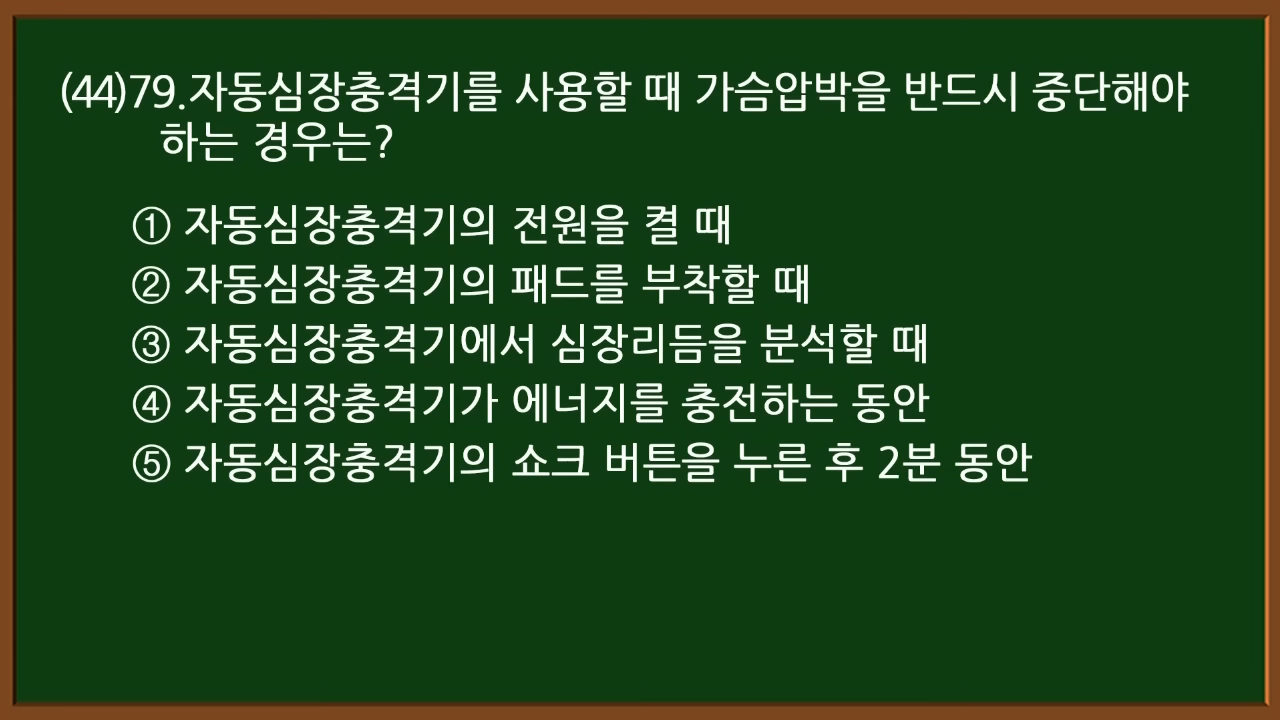 (44)79.자동심장충격기를 사용할 때 가슴압박을 반드시 중단해야
하는 경우는?
① 자동심장충격기의 전원을 켤 때
② 자동심장충격기의 패드를 부착할 때
③ 자동심장충격기에서 심장리듬을 분석할 때
④ 자동심장충격기가 에너지를 충전하는 동안
⑤ 자동심장충격기의 쇼크 버튼을 누른 후 2분 동안